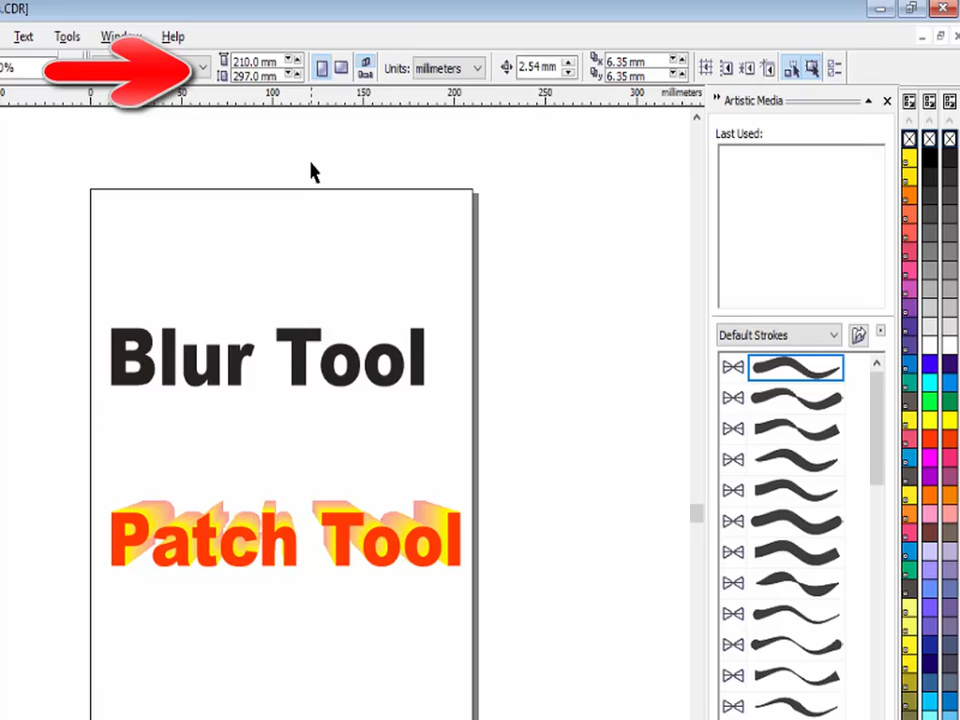 s.CDR]
Text Tools Window Help
0%
210.0 mm
297.0 mm
Units: millimeters
2.54 mm
6.35 mm
6.35 mm
0 50 100 150 200 250 300 millimeters
Artistic Media
Last Used:
Default Strokes
Blur Tool
Patch Tool